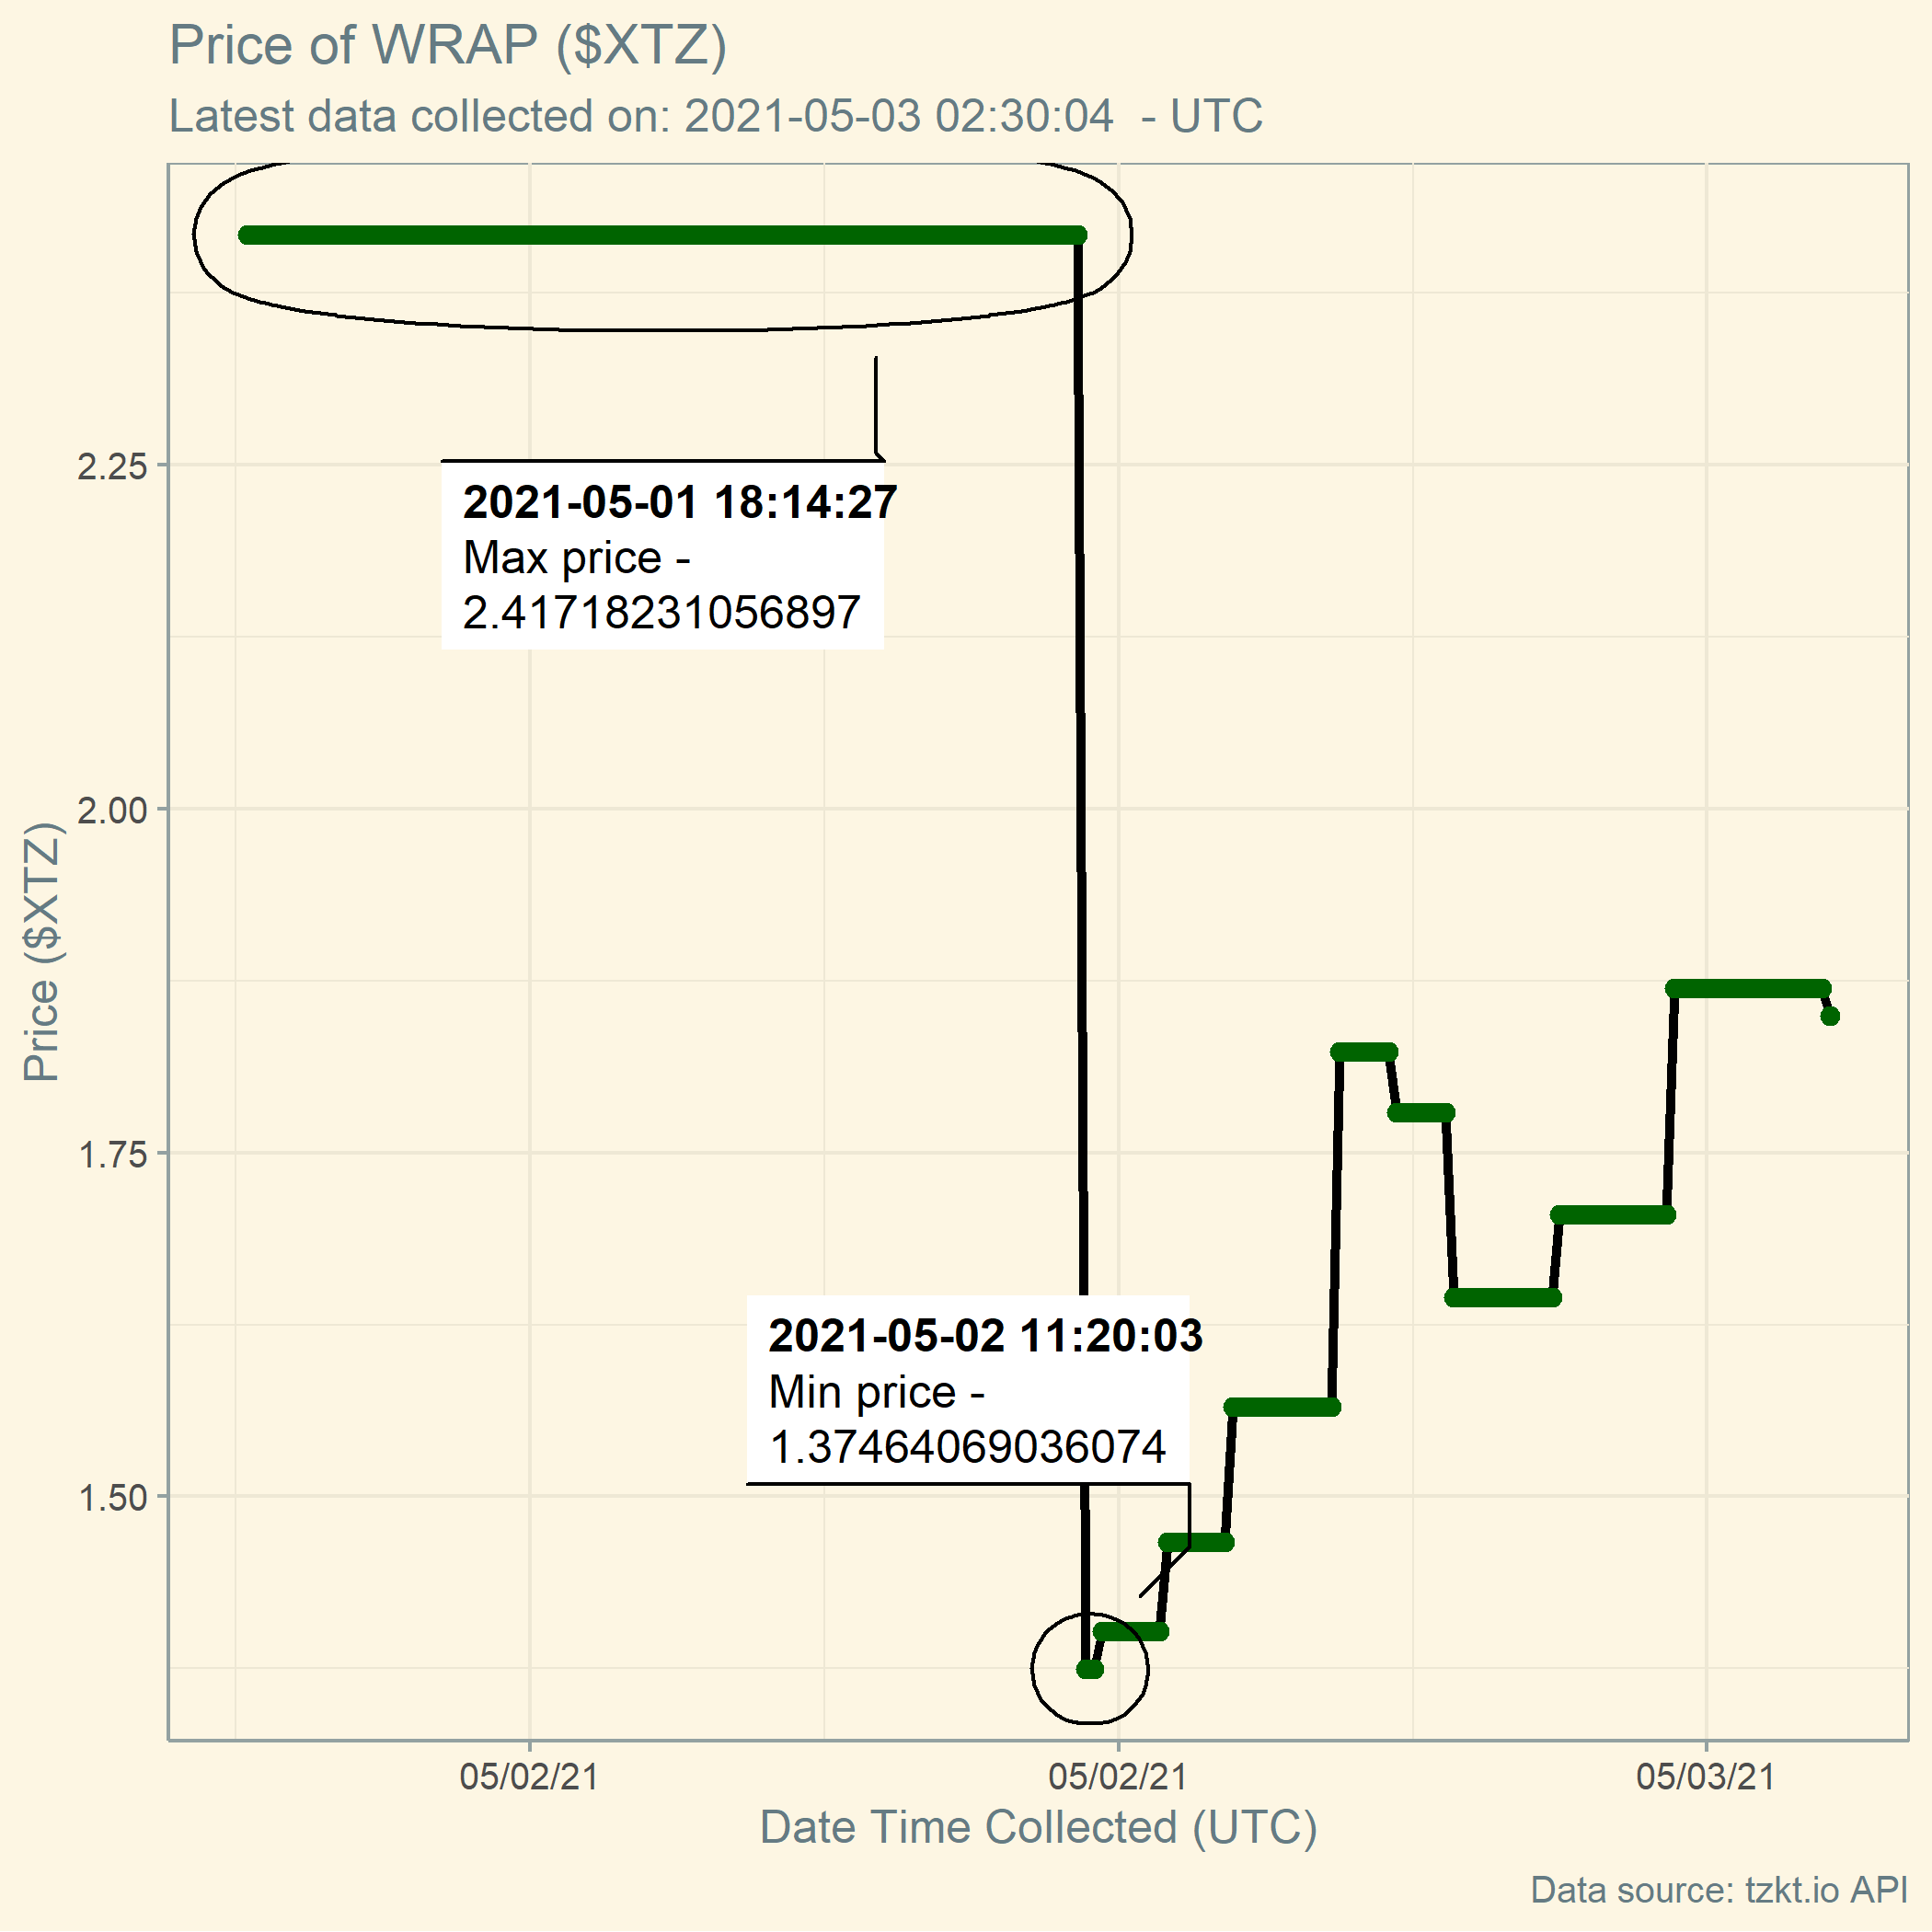 Price of WRAP ($XTZ)
Latest data collected on: 2021-05-03 02:30:04  - UTC
2.25
2.00
1.75
1.50
Price ($XTZ)
2021-05-01 18:14:27
Max price -
2.417182310568​97
2021-05-02 11:20:03
Min price -
1.37464069036074
05/02/21
05/02/21
05/03/21
Date Time Collected (UTC)
Data source: tzkt.io API